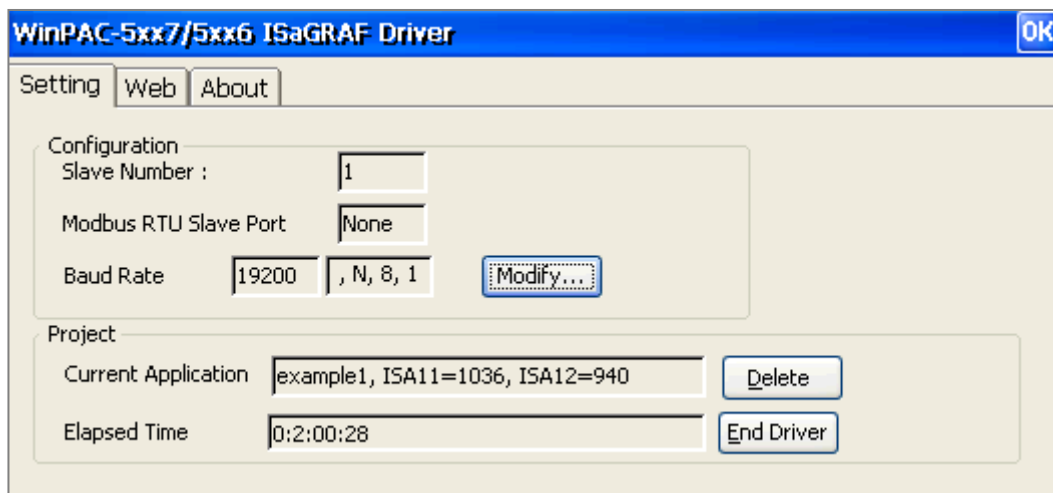 WinPAC-5xx7/5xx6 ISaGRAF Driver OK
Setting Web About
Configuration
Slave Number : 1
Modbus RTU Slave Port None
Baud Rate 19200 , N, 8, 1 Modify...
Project
Current Application example1, ISA11=1036, ISA12=940 Delete
Elapsed Time 0:2:00:28 End Driver